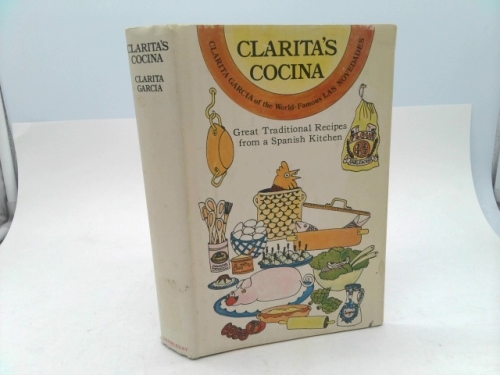 CLARITA'S
COCINA
CLARITA
GARCIA
CLARITA'S
COCINA
CLARITA GARCIA of the World-Famous LAS NOVEDADES
Great Traditional Recipes
from a Spanish Kitchen